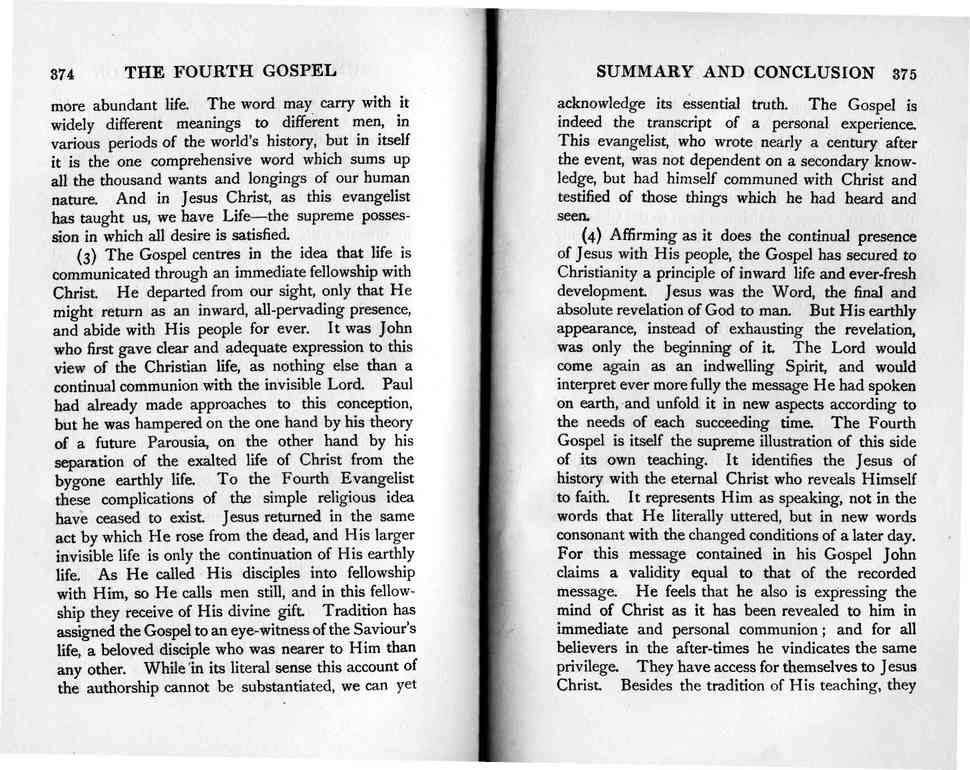 374 THE FOURTH GOSPEL
more abundant life. The word may carry with it
widely different meanings to different men, in
various periods of the world's history, but in itself
it is the one comprehensive word which sums up
all the thousand wants and longings of our human
nature. And in Jesus Christ, as this evangelist
has taught us, we have Life—the supreme posses-
sion in which all desire is satisfied.
(3) The Gospel centres in the idea that life is
communicated through an immediate fellowship with
Christ. He departed from our sight, only that He
might return as an inward, all-pervading presence,
and abide with His people for ever. It was John
who first gave clear and adequate expression to this
view of the Christian life, as nothing else than a
continual communion with the invisible Lord. Paul
had already made approaches to this conception,
but he was hampered on the one hand by his theory
of a future Parousia, on the other hand by his
separation of the exalted life of Christ from the
bygone earthly life. To the Fourth Evangelist
these complications of the simple religious idea
have ceased to exist. Jesus returned in the same
act by which He rose from the dead, and His larger
invisible life is only the continuation of His earthly
life. As He called His disciples into fellowship
with Him, so He calls men still, and in this fellow-
ship they receive of His divine gift. Tradition has
assigned the Gospel to an eye-witness of the Saviour's
life, a beloved disciple who was nearer to Him than
any other. While in its literal sense this account of
the authorship cannot be substantiated, we can yet
SUMMARY AND CONCLUSION 375
acknowledge its essential truth. The Gospel is
indeed the transcript of a personal experience.
This evangelist, who wrote nearly a century after
the event, was not dependent on a secondary know-
ledge, but had himself communed with Christ and
testified of those things which he had heard and
seen.
(4) Affirming as it does the continual presence
of Jesus with His people, the Gospel has secured to
Christianity a principle of inward life and ever-fresh
development. Jesus was the Word, the final and
absolute revelation of God to man. But His earthly
appearance, instead of exhausting the revelation,
was only the beginning of it. The Lord would
come again as an indwelling Spirit, and would
interpret ever more fully the message He had spoken
on earth, and unfold it in new aspects according to
the needs of each succeeding time. The Fourth
Gospel is itself the supreme illustration of this side
of its own teaching. It identifies the Jesus of
history with the eternal Christ who reveals Himself
to faith. It represents Him as speaking, not in the
words that He literally uttered, but in new words
consonant with the changed conditions of a later day.
For this message contained in his Gospel John
claims a validity equal to that of the recorded
message. He feels that he also is expressing the
mind of Christ as it has been revealed to him in
immediate and personal communion; and for all
believers in the after-times he vindicates the same
privilege. They have access for themselves to Jesus
Christ. Besides the tradition of His teaching, they